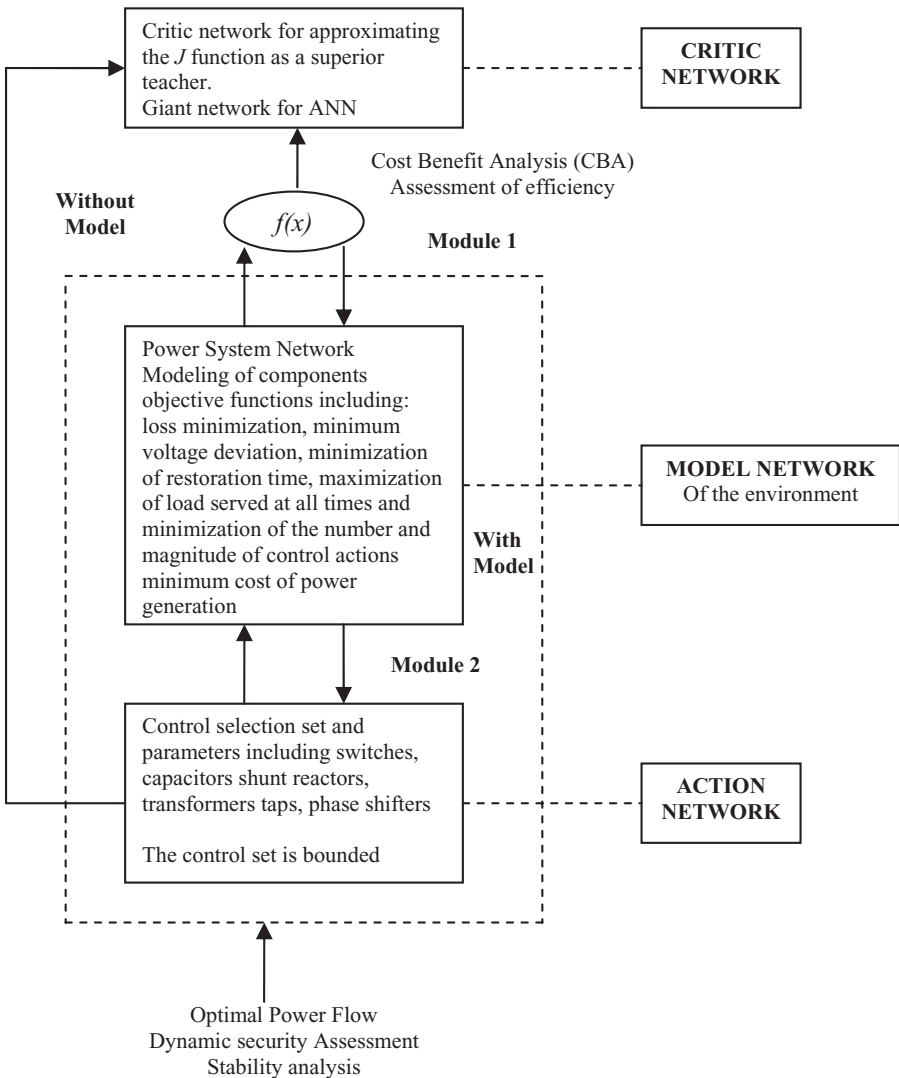 Critic network for approximating
the J function as a superior
teacher.
Giant network for ANN
CRITIC
NETWORK
Cost Benefit Analysis (CBA)
Assessment of efficiency
Without
Model
f(x)
Module 1
Power System Network
Modeling of components
objective functions including:
loss minimization, minimum
voltage deviation, minimization
of restoration time, maximization
of load served at all times and
minimization of the number and
magnitude of control actions
minimum cost of power
generation
MODEL NETWORK
Of the environment
With
Model
Module 2
Control selection set and
parameters including switches,
capacitors shunt reactors,
transformers taps, phase shifters
The control set is bounded
ACTION
NETWORK
Optimal Power Flow
Dynamic security Assessment
Stability analysis